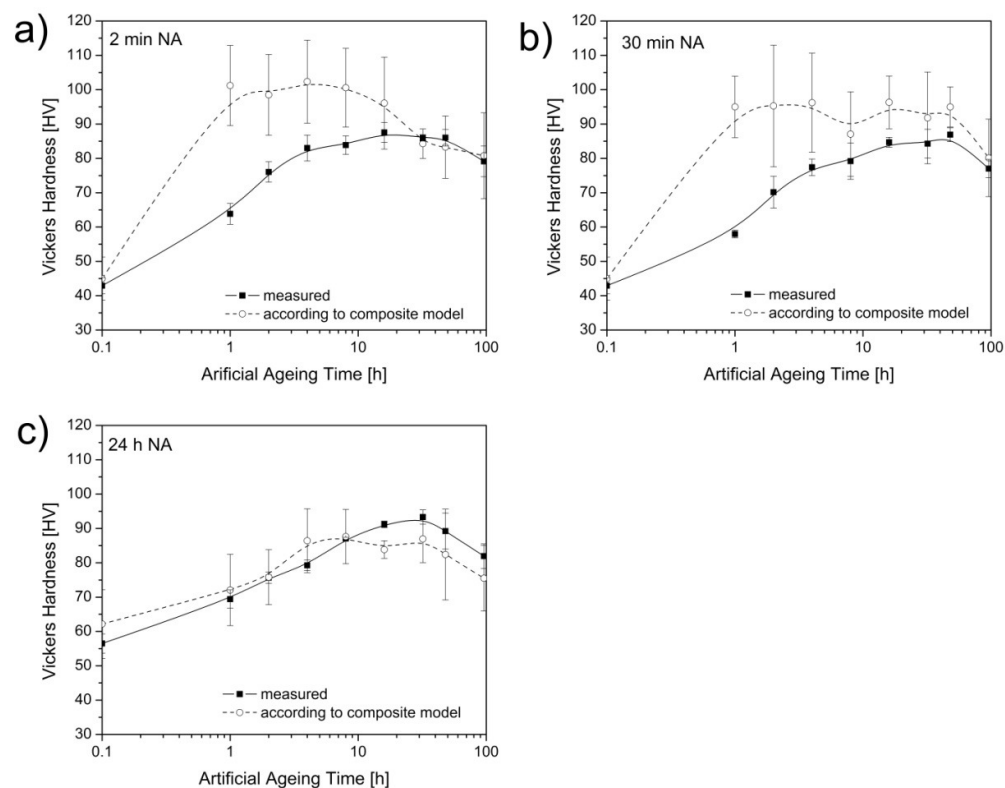 a)
2 min NA
Vickers Hardness [HV]
120
110
100
90
80
70
60
50
40
30
measured
according to composite model
0.1 1 10 100
Arificial Ageing Time [h]
b)
30 min NA
Vickers Hardness [HV]
120
110
100
90
80
70
60
50
40
30
measured
according to composite model
0.1 1 10 100
Artificial Ageing Time [h]
c)
24 h NA
Vickers Hardness [HV]
120
110
100
90
80
70
60
50
40
30
measured
according to composite model
0.1 1 10 100
Artificial Ageing Time [h]